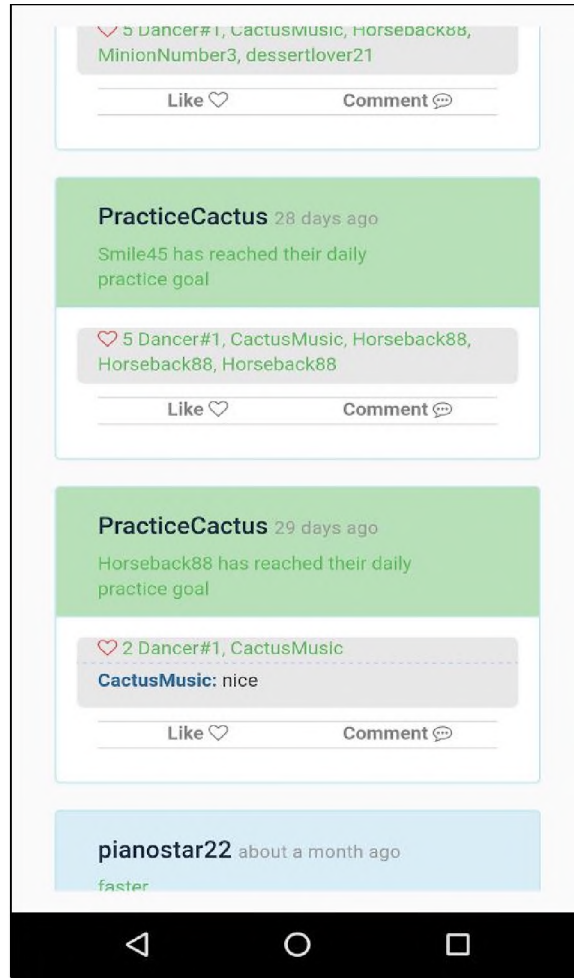 5 Dancer#1, CactusMusic, Horseback88,
MinionNumber3, dessertlover21
Like Comment
PracticeCactus 28 days ago
Smile45 has reached their daily
practice goal
5 Dancer#1, CactusMusic, Horseback88,
Horseback88, Horseback88
Like Comment
PracticeCactus 29 days ago
Horseback88 has reached their daily
practice goal
2 Dancer#1, CactusMusic
CactusMusic: nice
Like Comment
pianostar22 about a month ago
faster